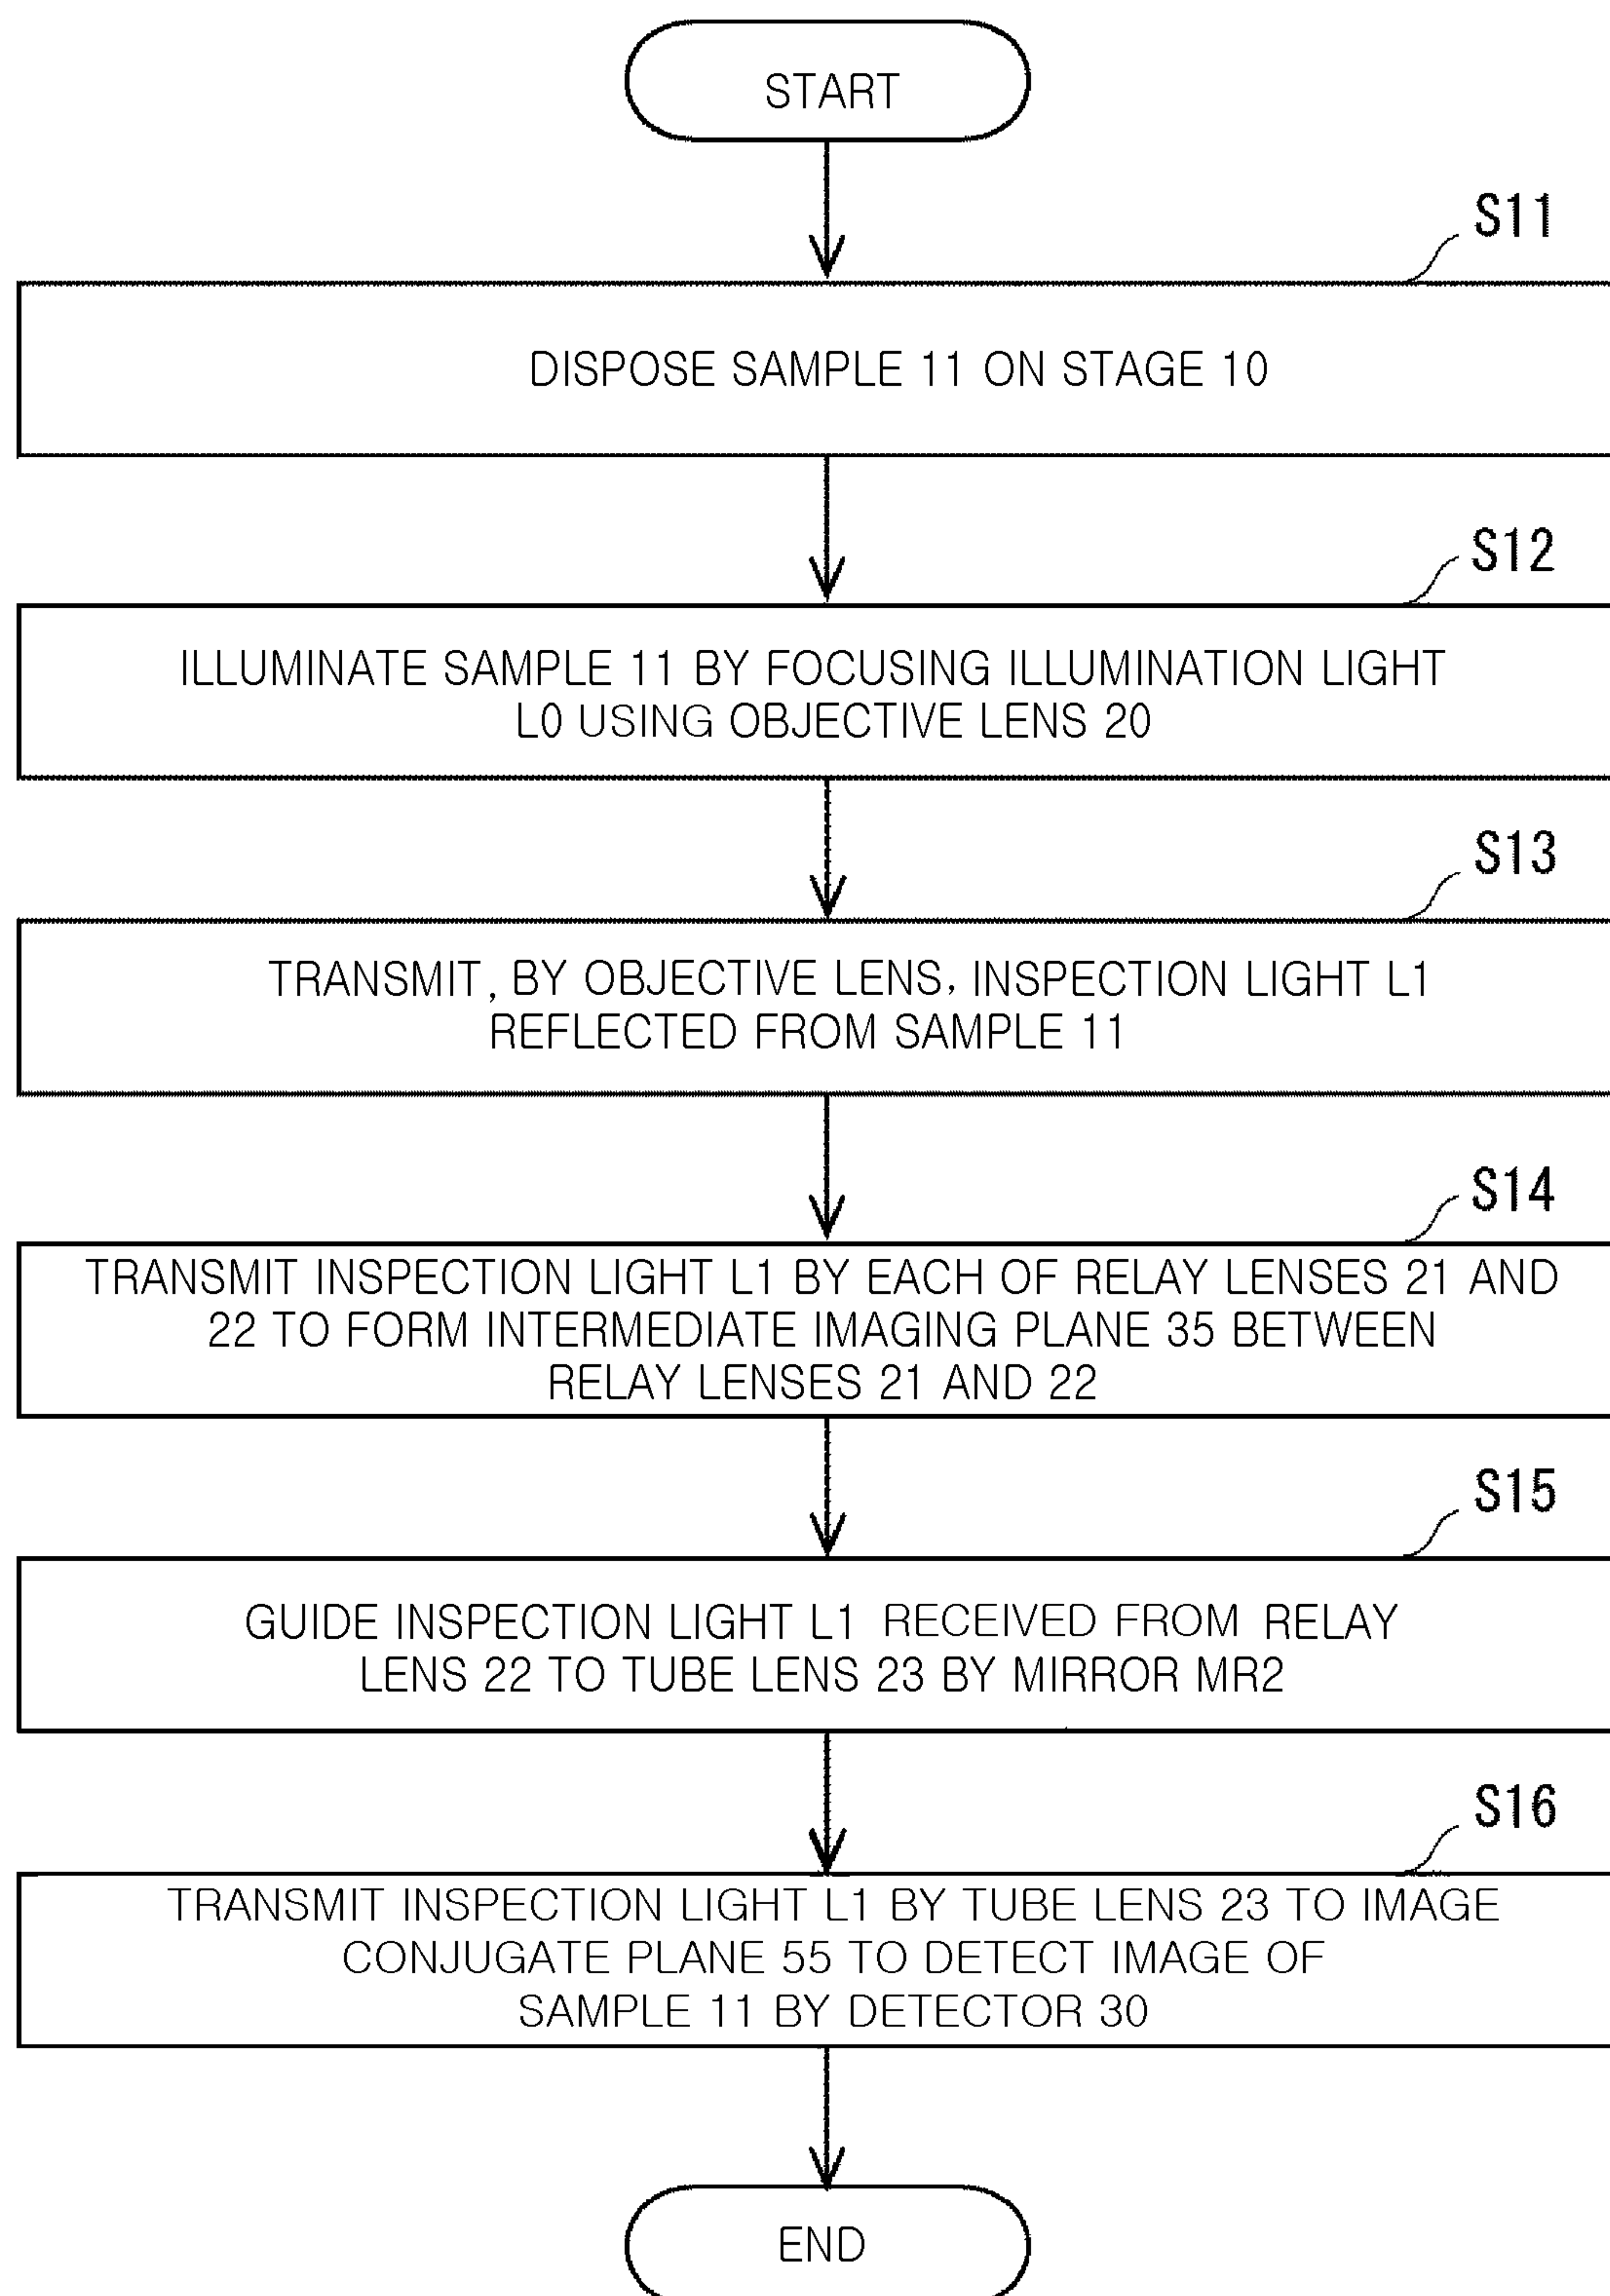 START
S11
DISPOSE SAMPLE 11 ON STAGE 10
S12
ILLUMINATE SAMPLE 11 BY FOCUSING ILLUMINATION LIGHT
L0 USING OBJECTIVE LENS 20
S13
TRANSMIT, BY OBJECTIVE LENS, INSPECTION LIGHT L1
REFLECTED FROM SAMPLE 11
S14
TRANSMIT INSPECTION LIGHT L1 BY EACH OF RELAY LENSES 21 AND
22 TO FORM INTERMEDIATE IMAGING PLANE 35 BETWEEN
RELAY LENSES 21 AND 22
S15
GUIDE INSPECTION LIGHT L1 RECEIVED FROM RELAY
LENS 22 TO TUBE LENS 23 BY MIRROR MR2
S16
TRANSMIT INSPECTION LIGHT L1 BY TUBE LENS 23 TO IMAGE
CONJUGATE PLANE 55 TO DETECT IMAGE OF
SAMPLE 11 BY DETECTOR 30
END